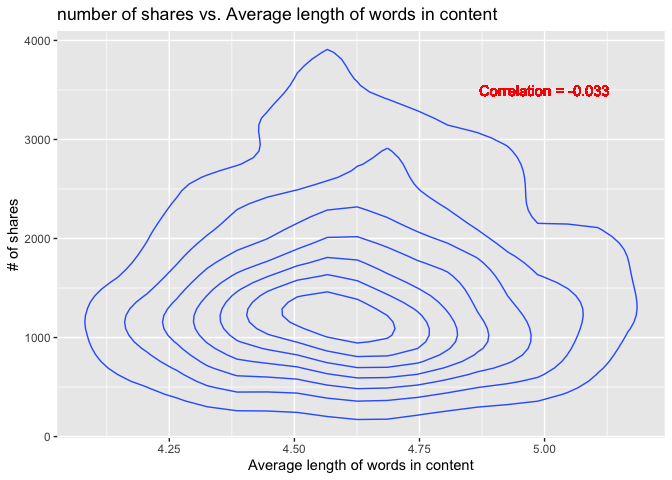 number of shares vs. Average length of words in content
4000
Correlation = -0.033
3000
# of shares
2000
1000
0
4.25 4.50 4.75 5.00
Average length of words in content